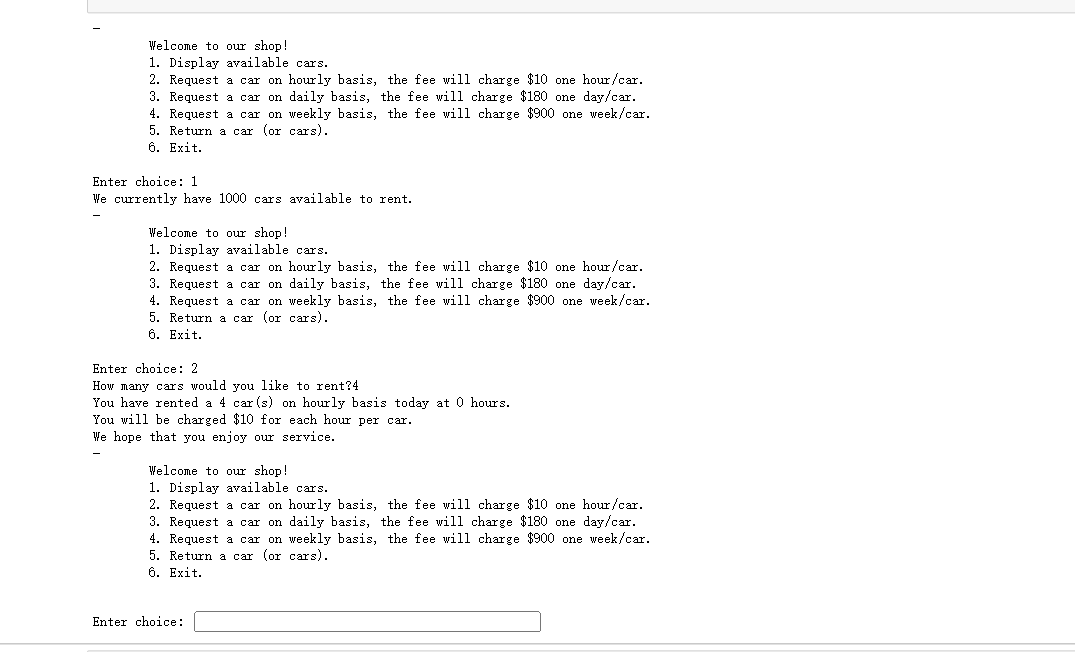 –
Welcome to our shop!
1. Display available cars.
2. Request a car on hourly basis, the fee will charge $10 one hour/car.
3. Request a car on daily basis, the fee will charge $180 one day/car.
4. Request a car on weekly basis, the fee will charge $900 one week/car.
5. Return a car (or cars).
6. Exit.
Enter choice: 1
We currently have 1000 cars available to rent.
–
Welcome to our shop!
1. Display available cars.
2. Request a car on hourly basis, the fee will charge $10 one hour/car.
3. Request a car on daily basis, the fee will charge $180 one day/car.
4. Request a car on weekly basis, the fee will charge $900 one week/car.
5. Return a car (or cars).
6. Exit.
Enter choice: 2
How many cars would you like to rent?4
You have rented a 4 car(s) on hourly basis today at 0 hours.
You will be charged $10 for each hour per car.
We hope that you enjoy our service.
–
Welcome to our shop!
1. Display available cars.
2. Request a car on hourly basis, the fee will charge $10 one hour/car.
3. Request a car on daily basis, the fee will charge $180 one day/car.
4. Request a car on weekly basis, the fee will charge $900 one week/car.
5. Return a car (or cars).
6. Exit.
Enter choice: